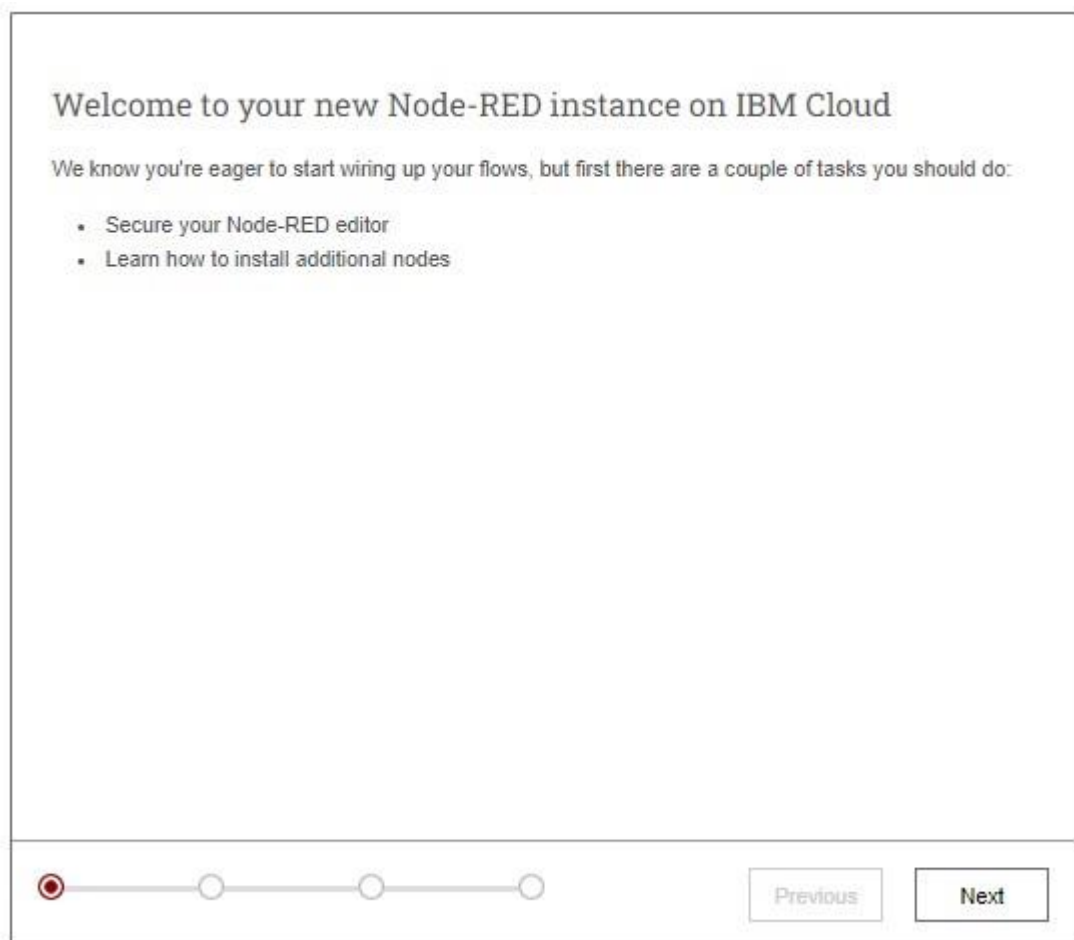 Welcome to your new Node-RED instance on IBM Cloud
We know you're eager to start wiring up your flows, but first there are a couple of tasks you should do:
• Secure your Node-RED editor
• Learn how to install additional nodes
Previous
Next